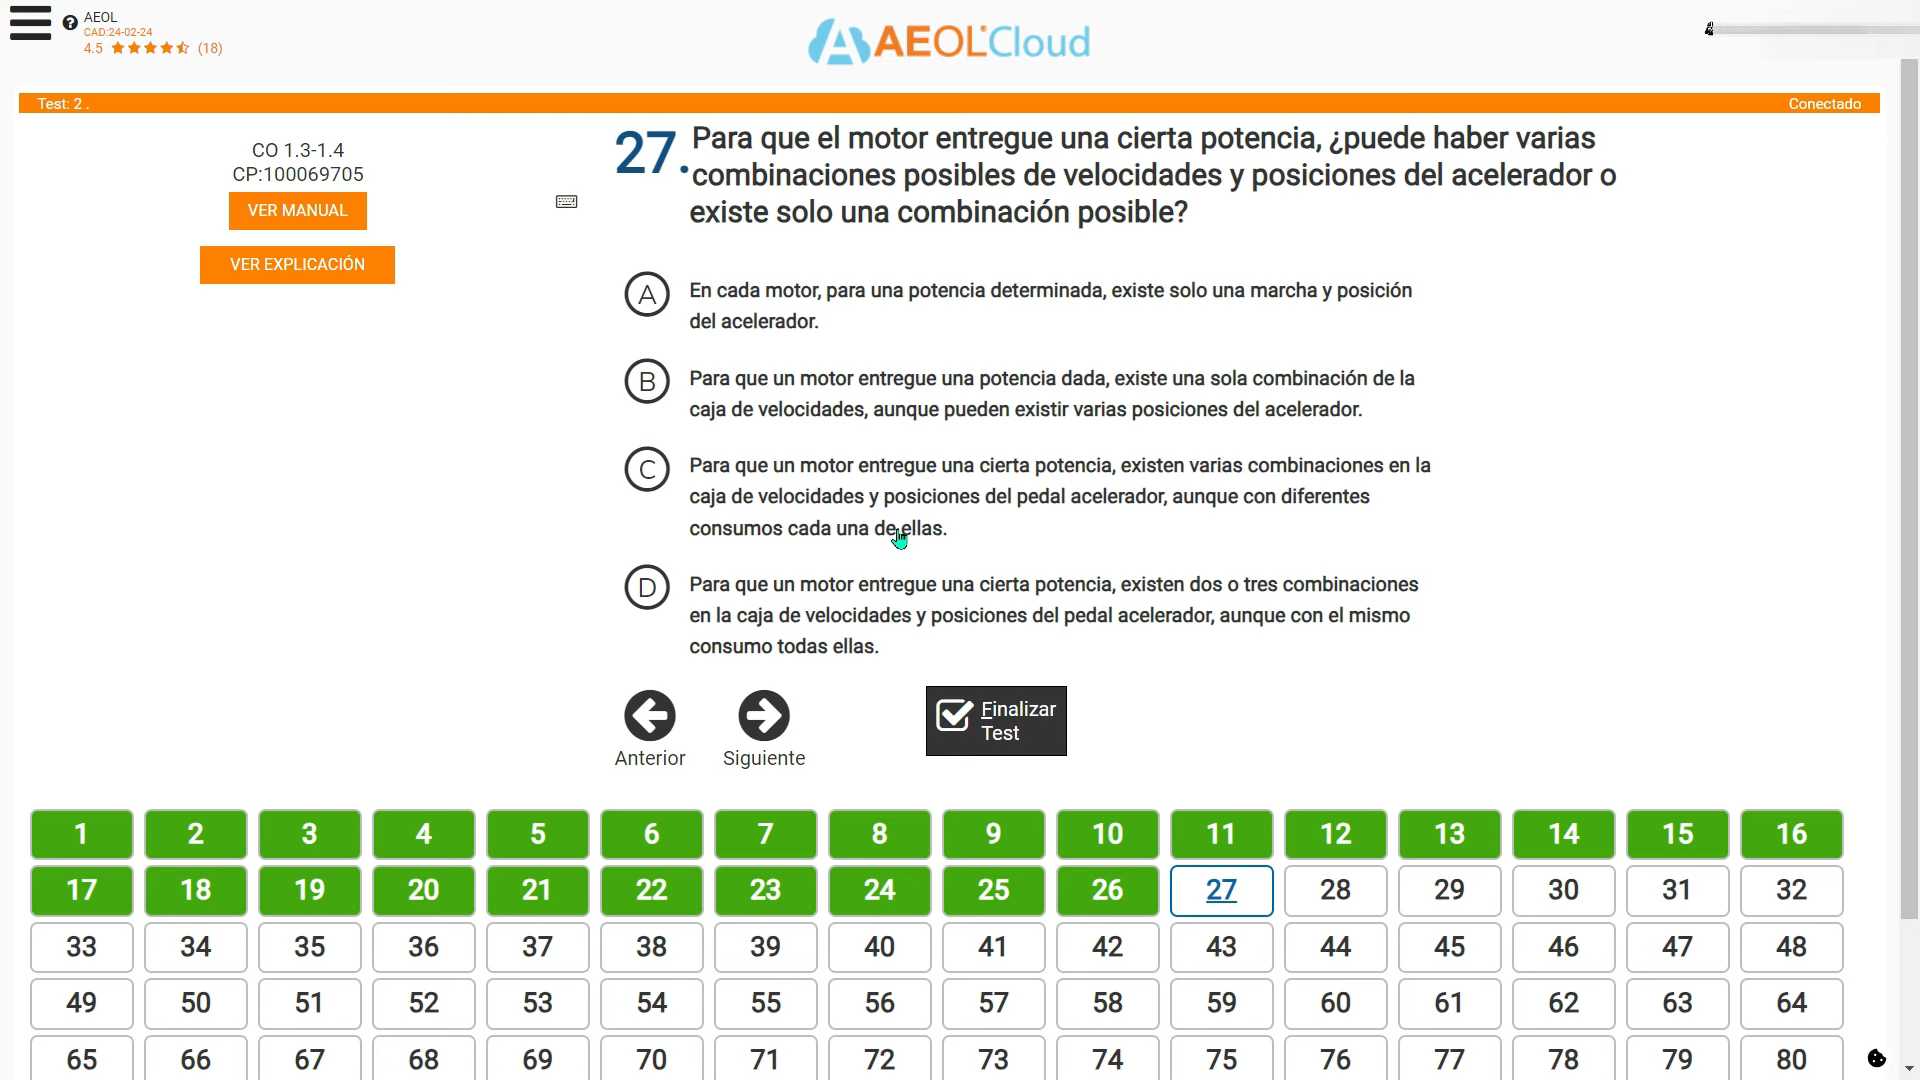 AEOL
CAD:24-02-24
4.5 (18)
AEOL Cloud
Test: 2 .
Conectado
CO 1.3-1.4
CP:100069705
VER MANUAL
VER EXPLICACIÓN
27. Para que el motor entregue una cierta potencia, ¿puede haber varias
combinaciones posibles de velocidades y posiciones del acelerador o
existe solo una combinación posible?
A En cada motor, para una potencia determinada, existe solo una marcha y posición
del acelerador.
B Para que un motor entregue una potencia dada, existe una sola combinación de la
caja de velocidades, aunque pueden existir varias posiciones del acelerador.
C Para que un motor entregue una cierta potencia, existen varias combinaciones en la
caja de velocidades y posiciones del pedal acelerador, aunque con diferentes
consumos cada una de ellas.
D Para que un motor entregue una cierta potencia, existen dos o tres combinaciones
en la caja de velocidades y posiciones del pedal acelerador, aunque con el mismo
consumo todas ellas.
Anterior
Siguiente
Finalizar
Test
1 2 3 4 5 6 7 8 9 10 11 12 13 14 15 16
17 18 19 20 21 22 23 24 25 26 27 28 29 30 31 32
33 34 35 36 37 38 39 40 41 42 43 44 45 46 47 48
49 50 51 52 53 54 55 56 57 58 59 60 61 62 63 64
65 66 67 68 69 70 71 72 73 74 75 76 77 78 79 80